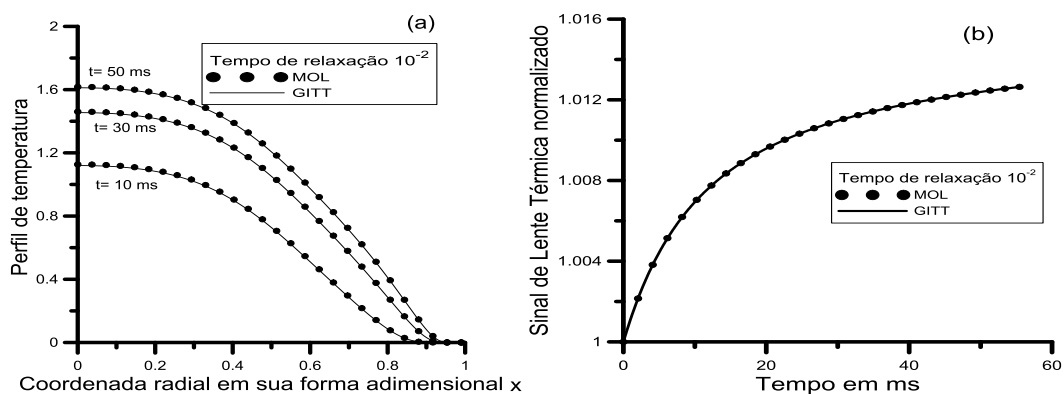 (a)
2
1.6
1.2
0.8
0.4
0
Perfil de temperatura
Tempo de relaxação 10-2
MOL
GITT
t= 50 ms
t= 30 ms
t= 10 ms
0 0.2 0.4 0.6 0.8 1
Coordenada radial em sua forma adimensional x
(b)
1.016
1.012
1.008
1.004
1
Sinal de Lente Térmica normalizado
Tempo de relaxação 10-2
MOL
GITT
0 20 40 60
Tempo em ms